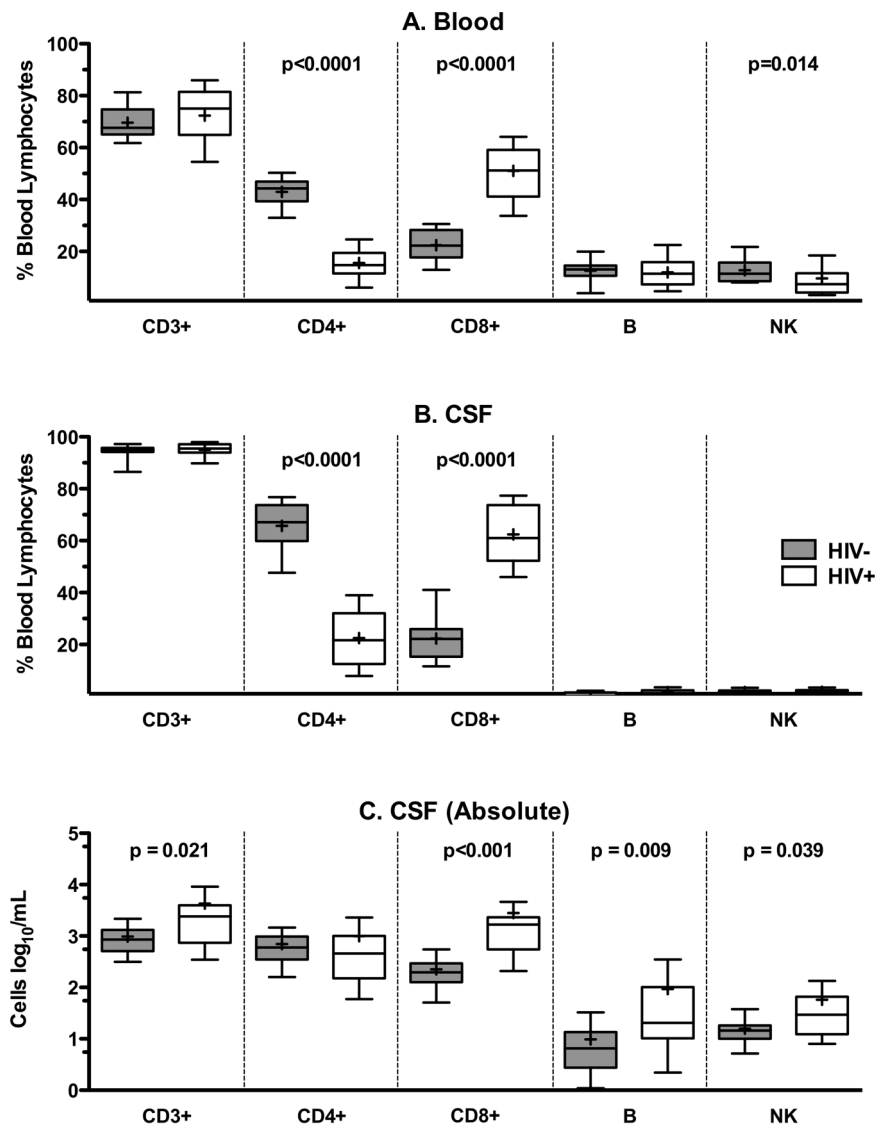 A. Blood
% Blood Lymphocytes
100
80
60
40
20
p<0.0001
p<0.0001
p=0.014
CD3+
CD4+
CD8+
B
NK
B. CSF
% Blood Lymphocytes
100
80
60
40
20
p<0.0001
p<0.0001
HIV-
HIV+
CD3+
CD4+
CD8+
B
NK
C. CSF (Absolute)
Cells log10/mL
5
4
3
2
1
0
p = 0.021
p<0.001
p = 0.009
p = 0.039
CD3+
CD4+
CD8+
B
NK